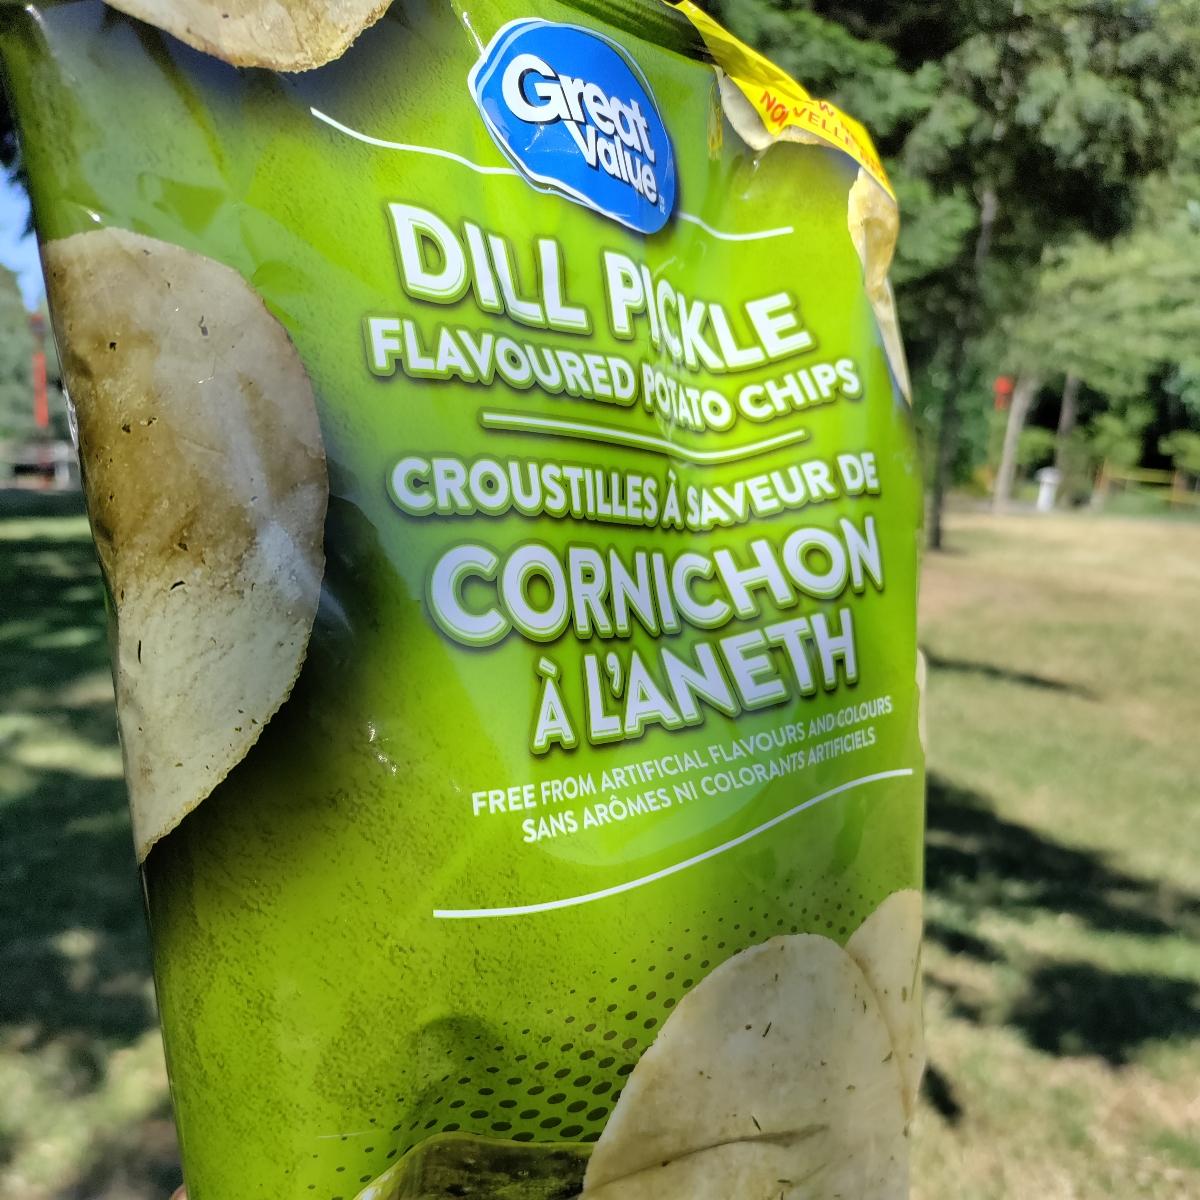 Great
Value
NOUVELLE
DILL PICKLE
FLAVOURED POTATO CHIPS
CROUSTILLES À SAVEUR DE
CORNICHON
À L'ANETH
FREE FROM ARTIFICIAL FLAVOURS AND COLOURS
SANS ARÔMES NI COLORANTS ARTIFICIELS